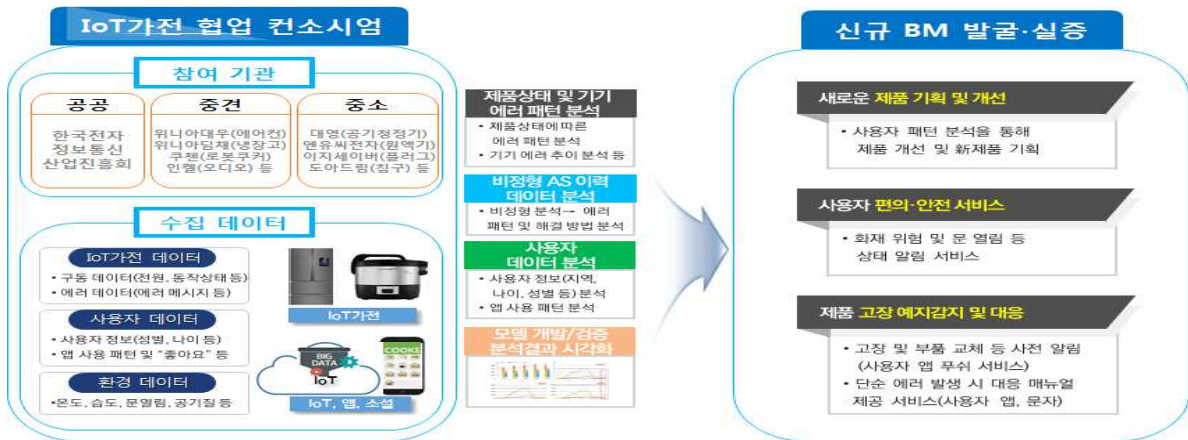 IoT가전 협업 컨소시엄
참여 기관
공공
한국전자
정보통신
산업진흥회
중견
위니아대우(에어컨)
위니아딤채(냉장고)
쿠첸(로봇쿠커)
인켈(오디오) 등
중소
대영(공기청정기)
엔유씨전자(원액기)
이지세이버(플러그)
도아드림(침구) 등
수집 데이터
IoT가전 데이터
• 구동 데이터(전원, 동작상태 등)
• 에러 데이터(에러 메시지 등)
사용자 데이터
• 사용자 정보(성별, 나이 등)
• 앱 사용 패턴 및 "좋아요" 등
환경 데이터
•온도, 습도, 문열림, 공기질 등
IoT가전
BIG
DATA
IoT
COOKI
IoT, 앱, 소셜
제품상태 및 기기
에러 패턴 분석
• 제품상태에 따른
에러 패턴 분석
• 기기 에러 추이 분석 등
비정형 AS 이력
데이터 분석
• 비정형 분석→ 에러
패턴 및 해결 방법 분석
사용자
데이터 분석
• 사용자 정보(지역,
나이, 성별 등) 분석
• 앱 사용 패턴 분석
모델 개발/검증
분석결과 시각화
신규 BM 발굴·실증
새로운 제품 기획 및 개선
• 사용자 패턴 분석을 통해
제품 개선 및 新제품 기획
사용자 편의·안전 서비스
• 화재 위험 및 문 열림 등
상태 알림 서비스
제품 고장 예지감지 및 대응
• 고장 및 부품 교체 등 사전 알림
(사용자 앱 푸쉬 서비스)
• 단순 에러 발생 시 대응 매뉴얼
제공 서비스(사용자 앱, 문자)